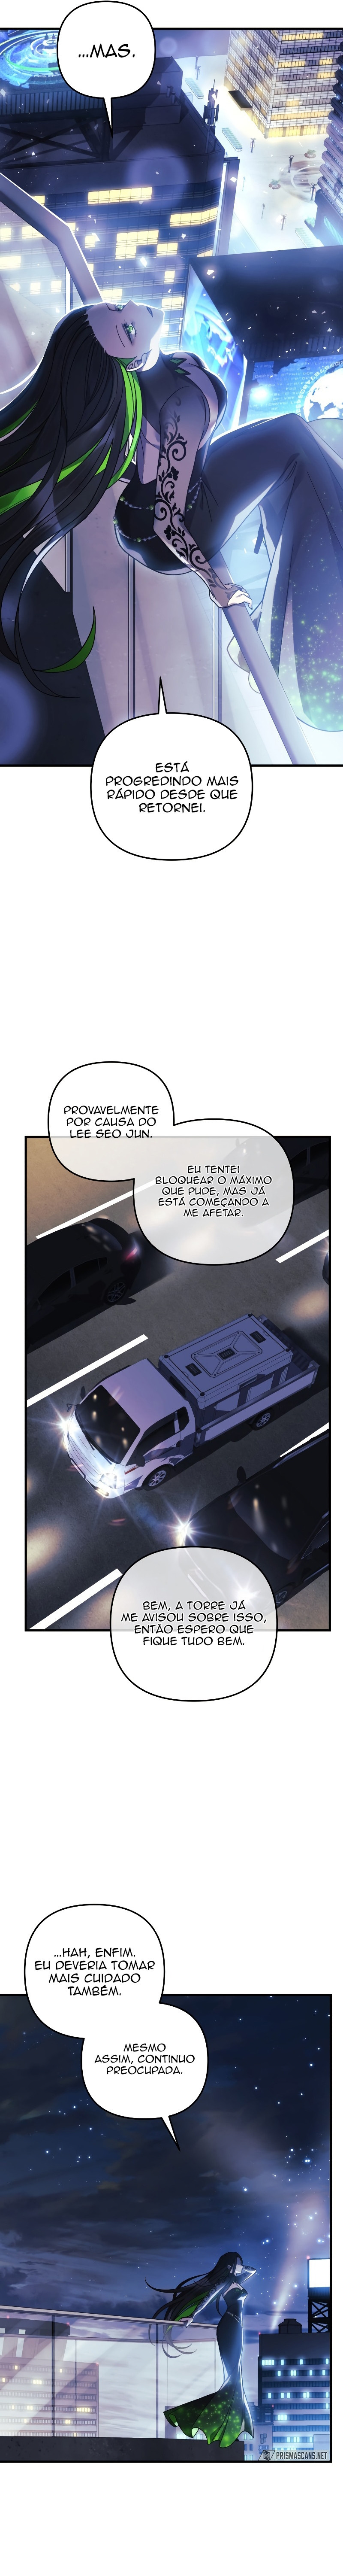 ...MAS.
ESTÁ
PROGREDINDO MAIS
RÁPIDO DESDE QUE
RETORNEI.
PROVAVELMENTE
POR CAUSA DO
LEE SEO JUN.
EU TENTEI
BLOQUEAR O MÁXIMO
QUE PUDE, MAS JÁ
ESTÁ COMEÇANDO A
ME AFETAR.
BEM, A TORRE JÁ
ME AVISOU SOBRE ISSO,
ENTÃO ESPERO QUE
FIQUE TUDO BEM.
...HAH, ENFIM.
EU DEVERIA TOMAR
MAIS CUIDADO
TAMBÉM.
MESMO
ASSIM, CONTINUO
PREOCUPADA.
PRISMASCANS.NET